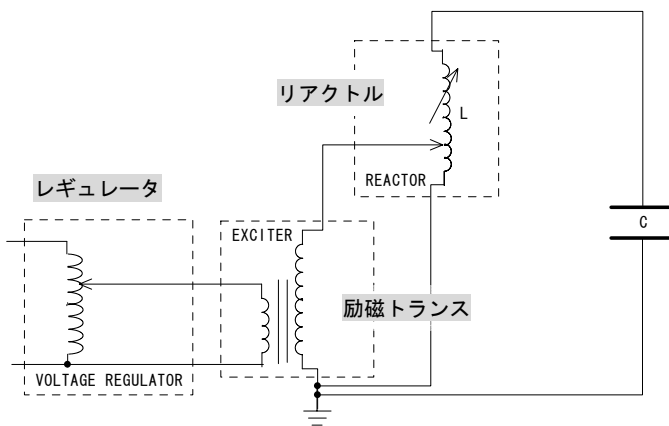 リアクトル
L
REACTOR
レギュレータ
EXCITER
C
励磁トランス
VOLTAGE REGULATOR